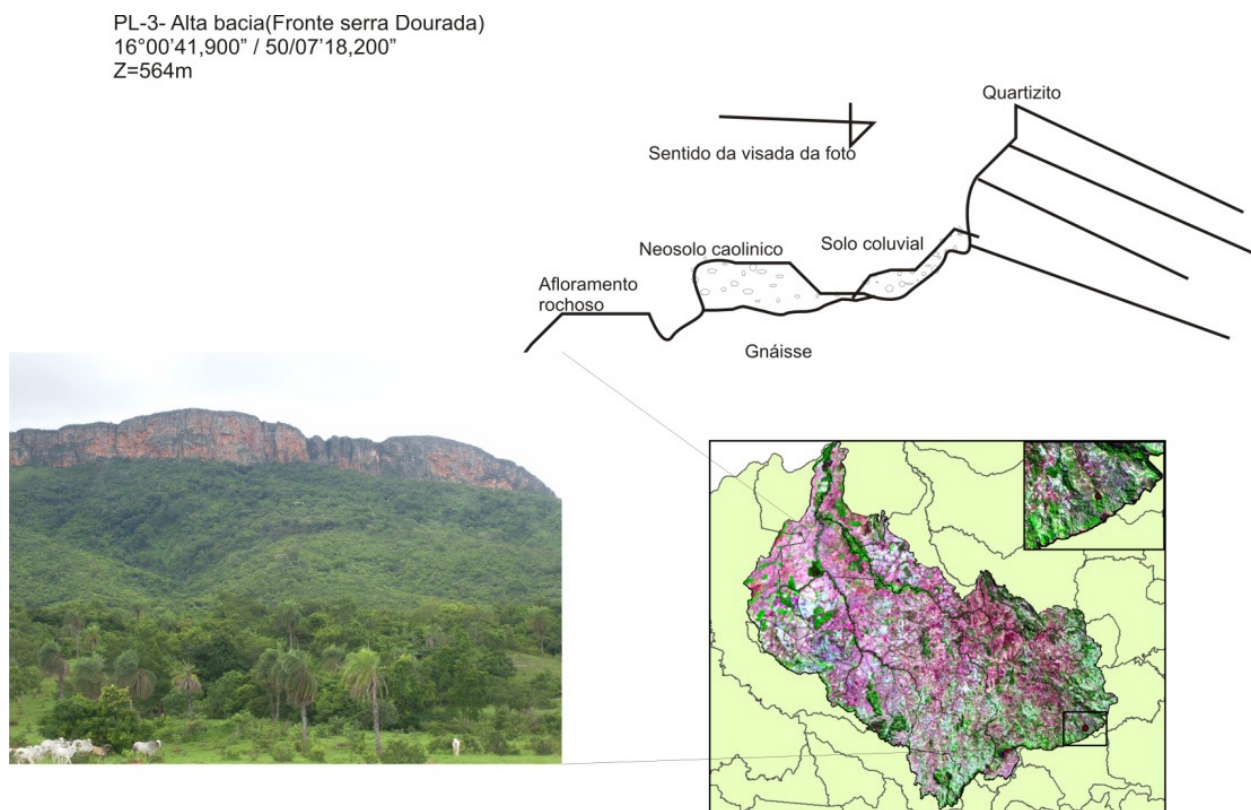 PL-3- Alta bacia(Fronte serra Dourada)
16°00'41,900” / 50/07'18,200”
Z=564m
Quartizito
Sentido da visada da foto
Neosolo caolinico
Solo coluvial
Afloramento
rochoso
Gnáisse